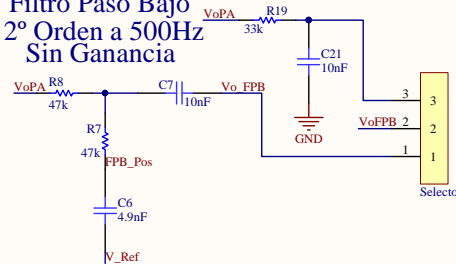 Filtro Paso Bajo
2º Orden a 500Hz
Sin Ganancia
VoPA
R19
33k
C21
10nF
GND
VoPA
R8
47k
C7
10nF
Vo_FPB
R7
47k
FPB_Pos
C6
4.9nF
V_Ref
3
3
VoFPB
2
2
1
1
Selecto